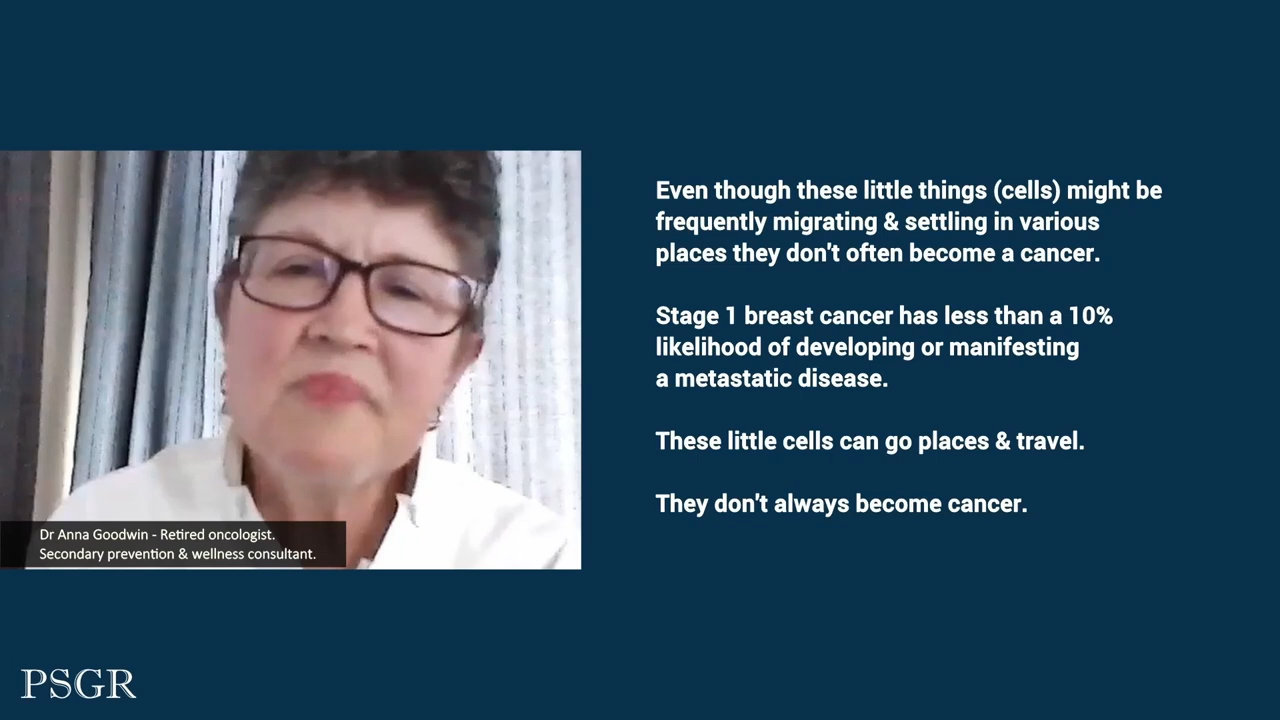 Even though these little things (cells) might be
frequently migrating & settling in various
places they don't often become a cancer.
Stage 1 breast cancer has less than a 10%
likelihood of developing or manifesting
a metastatic disease.
These little cells can go places & travel.
They don't always become cancer.
Dr Anna Goodwin - Retired oncologist.
Secondary prevention & wellness consultant.
PSGR